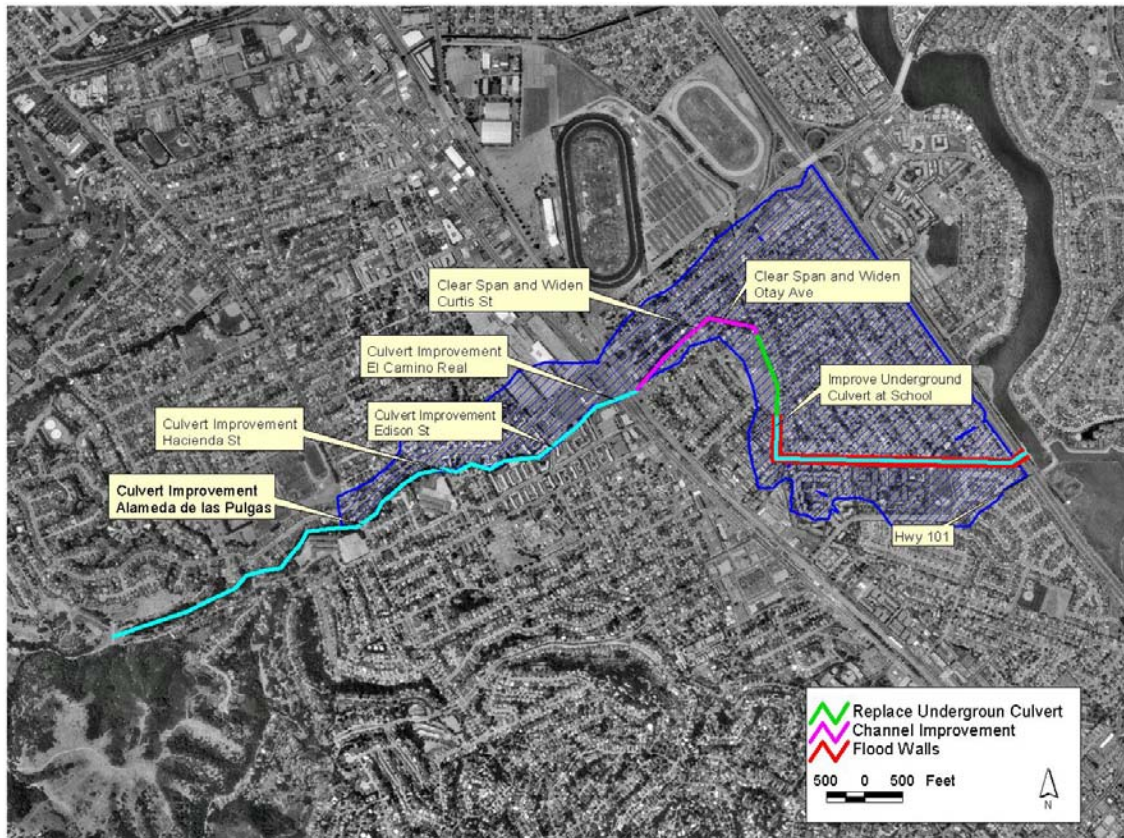 Clear Span and Widen
Curtis St
Clear Span and Widen
Otay Ave
Culvert Improvement
El Camino Real
Improve Underground
Culvert at School
Culvert Improvement
Edison St
Culvert Improvement
Hacienda St
Culvert Improvement
Alameda de las Pulgas
Hwy 101
Replace Undergroun Culvert
Channel Improvement
Flood Walls
500 0 500 Feet
N